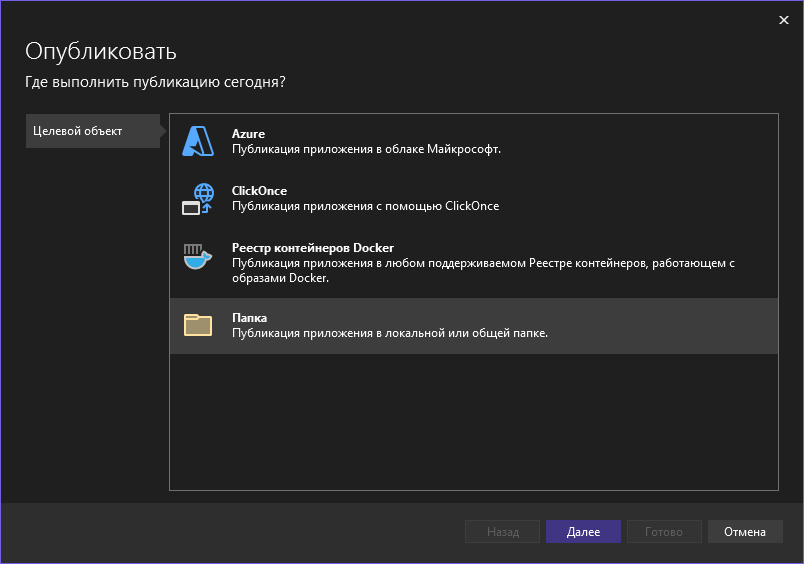 Опубликовать
Где выполнить публикацию сегодня?
Целевой объект
Azure
Публикация приложения в облаке Майкрософт.
ClickOnce
Публикация приложения с помощью ClickOnce
Реестр контейнеров Docker
Публикация приложения в любом поддерживаемом Реестре контейнеров, работающем с
образами Docker.
Папка
Публикация приложения в локальной или общей папке.
Назад
Далее
Готово
Отмена